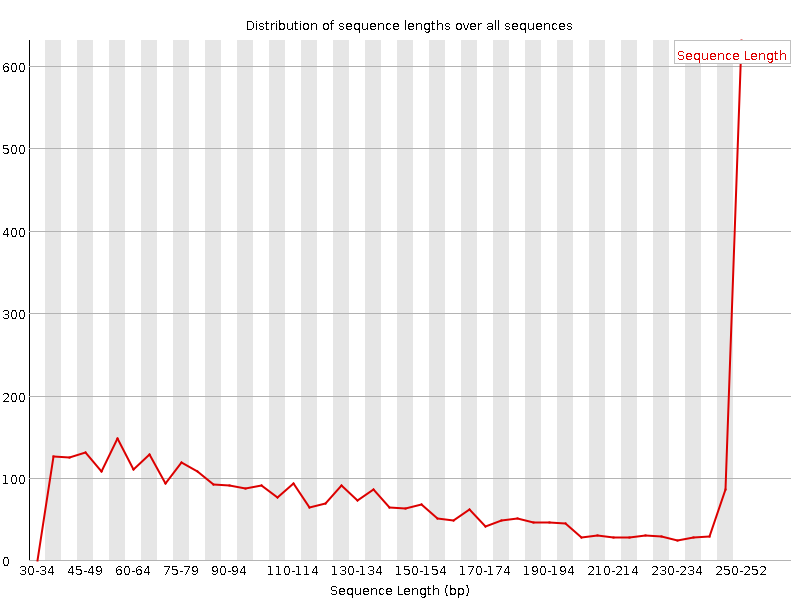 Distribution of sequence lengths over all sequences
Sequence Length
600
500
400
300
200
100
0
30-34 45-49 60-64 75-79 90-94 110-114 130-134 150-154 170-174 190-194 210-214 230-234 250-252
Sequence Length (bp)